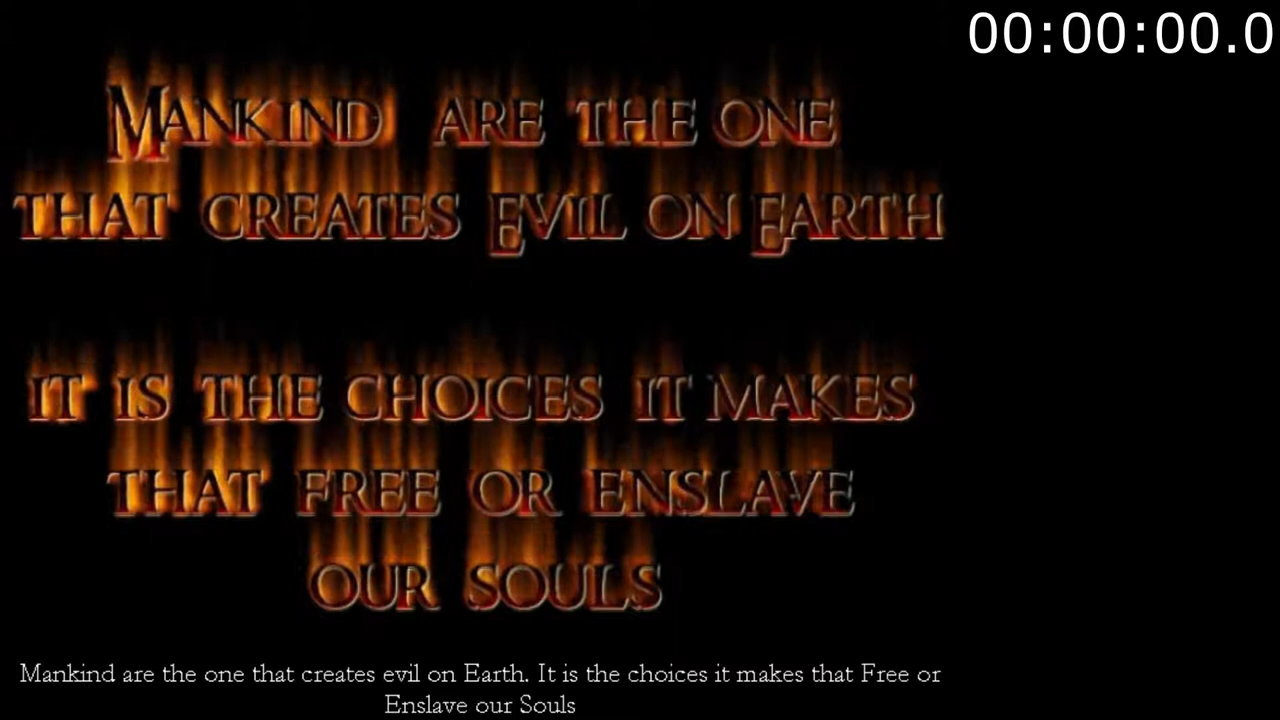 00:00:00.0
Mankind are the one
that creates Evil on Earth
it is the choices it makes
that free or enslave
our souls
Mankind are the one that creates evil on Earth. It is the choices it makes that Free or
Enslave our Souls